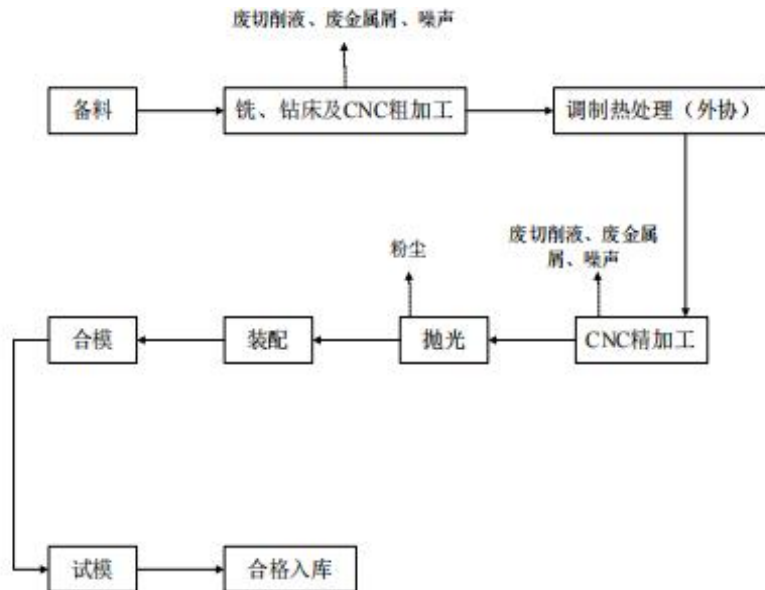 废切削液、废金属屑、噪声
备料
铣、钻床及CNC粗加工
调制热处理（外协）
废切削液、废金属
屑、噪声
粉尘
合模
装配
抛光
CNC精加工
试模
合格入库